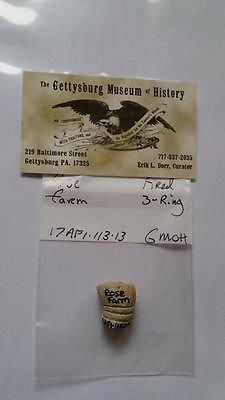 The Gettysburg Museum of History
219 Baltimore Street
Gettysburg PA. 17325
717-337-2035
Erik L. Dorr, Curator
Fired
Farm 3-Ring
17AP1.113.13 GMOH
Rose
Farm